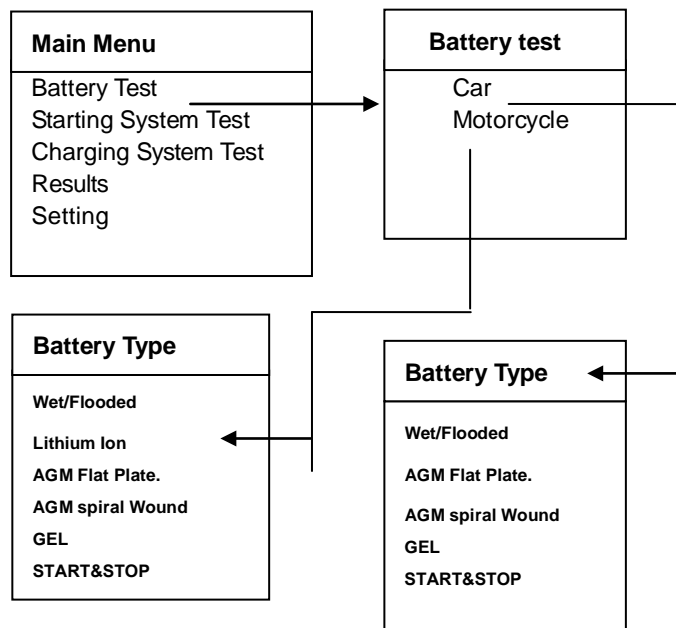 Main Menu
Battery Test
Starting System Test
Charging System Test
Results
Setting
Battery test
Car
Motorcycle
Battery Type
Wet/Flooded
Lithium Ion
AGM Flat Plate.
AGM spiral Wound
GEL
START&STOP
Battery Type
Wet/Flooded
AGM Flat Plate.
AGM spiral Wound
GEL
START&STOP